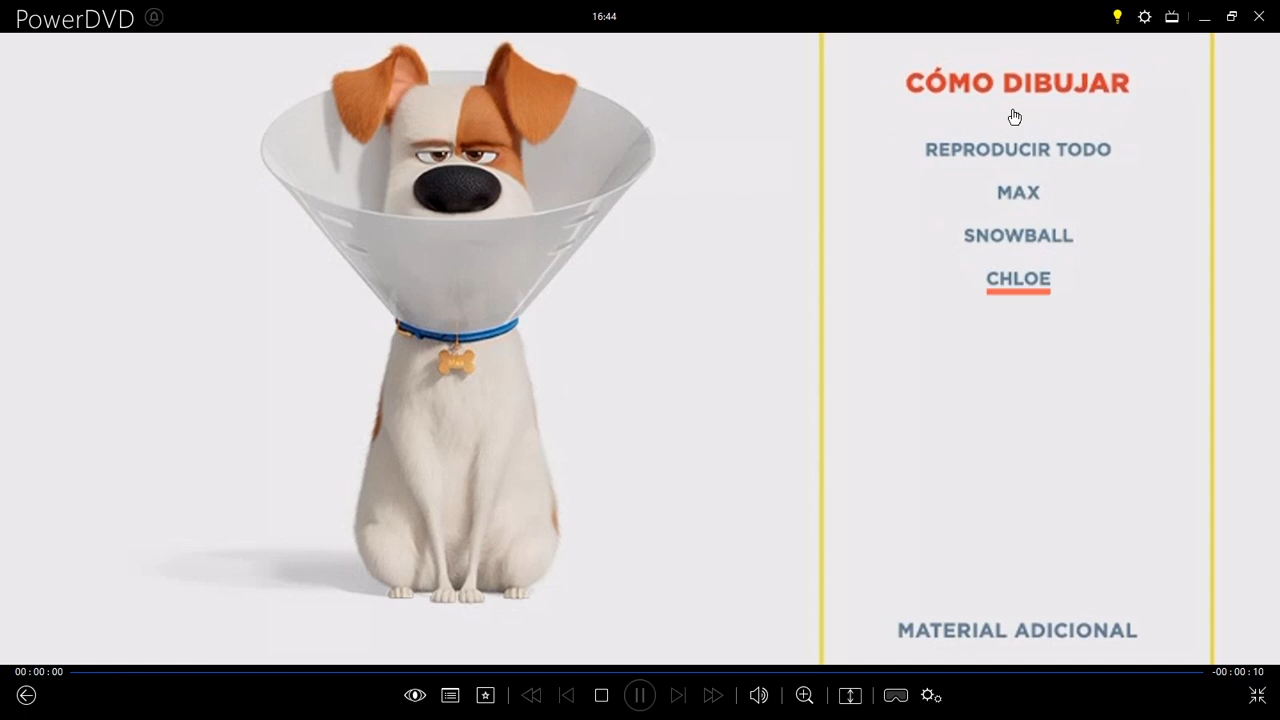 PowerDVD
16:44
CÓMO DIBUJAR
REPRODUCIR TODO
MAX
SNOWBALL
CHLOE
MATERIAL ADICIONAL
00:00:00
-00:00:10